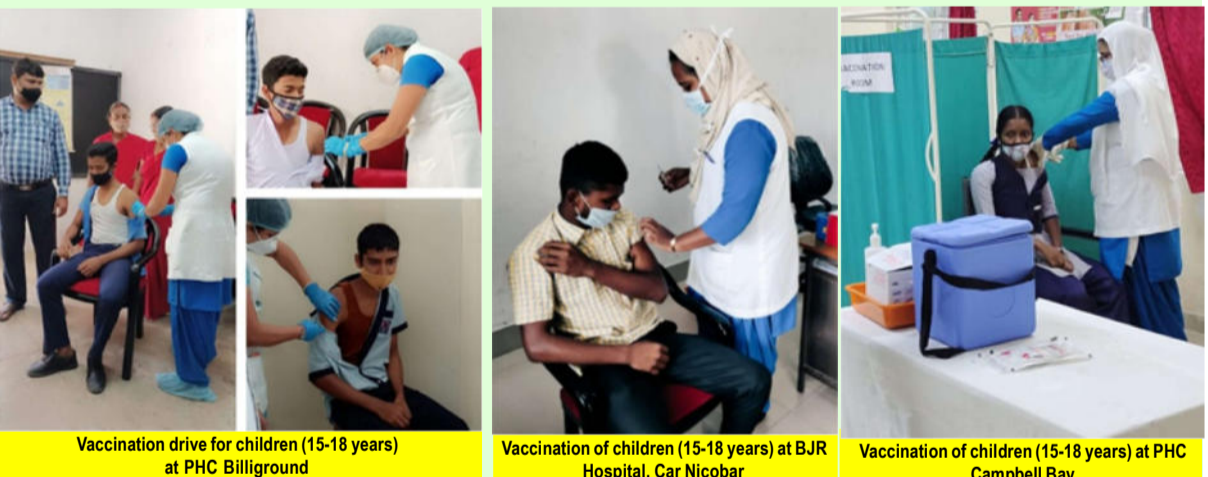 VACCINATION
ROOM
Vaccination drive for children (15-18 years)
at PHC Billiground
Vaccination of children (15-18 years) at BJR
Hospital, Car Nicobar
Vaccination of children (15-18 years) at PHC
Campbell Bay